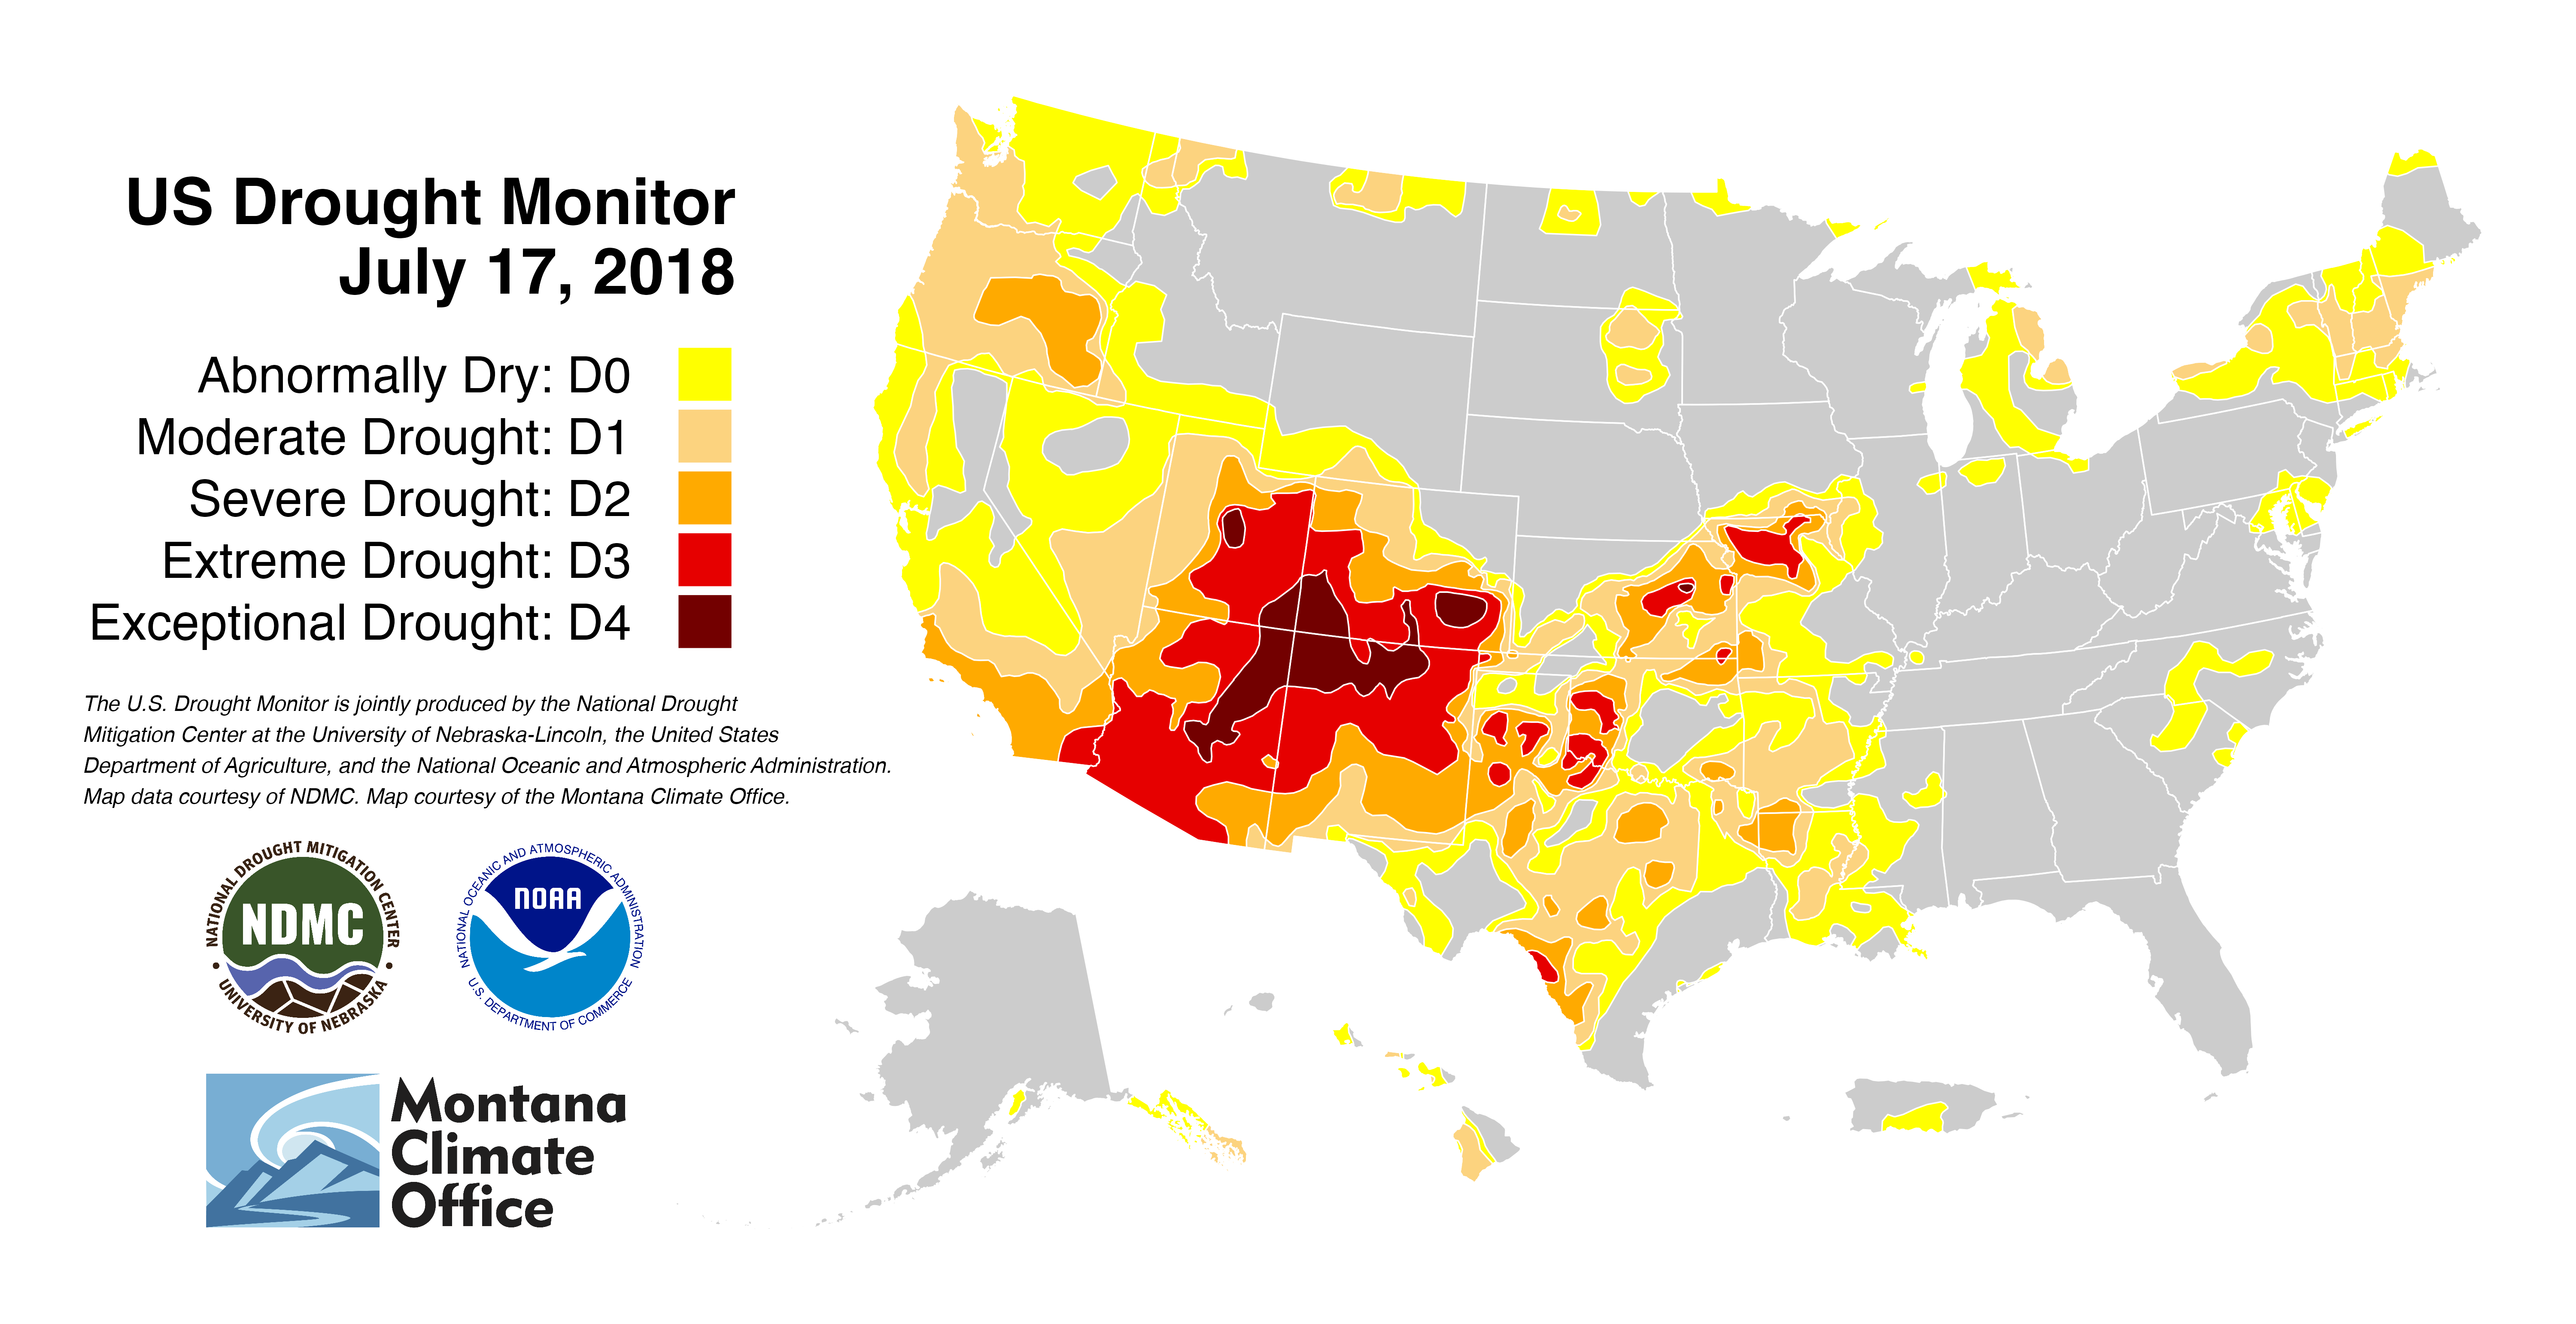 US Drought Monitor
July 17, 2018
Abnormally Dry: D0
Moderate Drought: D1
Severe Drought: D2
Extreme Drought: D3
Exceptional Drought: D4
The U.S. Drought Monitor is jointly produced by the National Drought
Mitigation Center at the University of Nebraska-Lincoln, the United States
Department of Agriculture, and the National Oceanic and Atmospheric Administration.
Map data courtesy of NDMC. Map courtesy of the Montana Climate Office.
NATIONAL DROUGHT MITIGATION CENTER
NDMC
• UNIVERSITY OF NEBRASKA •
NATIONAL OCEANIC AND ATMOSPHERIC ADMINISTRATION
NOAA
U.S. DEPARTMENT OF COMMERCE
Montana
Climate
Office